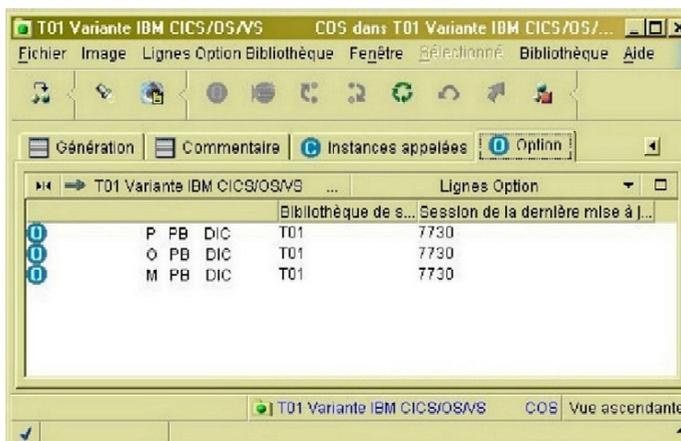 T01 Variante IBM CICS/OS/VS COS dans T01 Variante IBM CICS/OS/...
Fichier Image Lignes Option Bibliothèque Fenêtre Sélectionné Bibliothèque Aide
Génération Commentaire Instances appelées Option
T01 Variante IBM CICS/OS/VS ... Lignes Option
Bibliothèque de s... Session de la dernière mise à j...
P PB DIC T01 7730
O PB DIC T01 7730
M PB DIC T01 7730
T01 Variante IBM CICS/OS/VS COS Vue ascendante